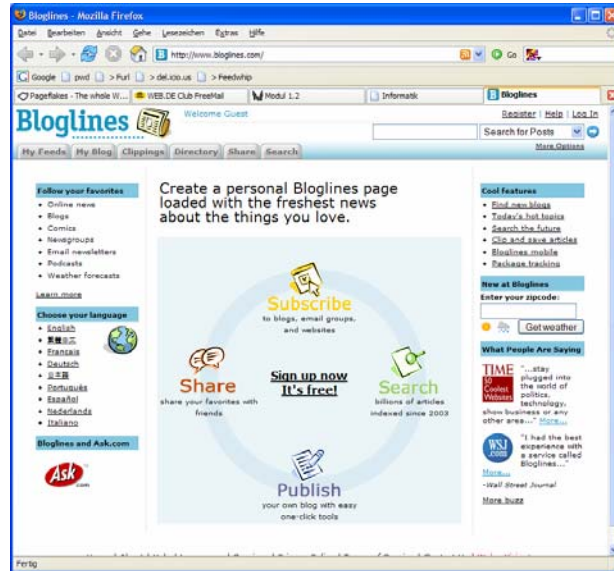 Bloglines - Mozilla Firefox
Datei Bearbeiten Ansicht Gehe Lesezeichen Extras Hilfe
http://www.bloglines.com/
Go
Google pwd > Furl > del.icio.us > Feedwhip
Pageflakes - The whole W... WEB.DE Club FreeMail Modul 1.2 Informatik Bloglines
Bloglines
Welcome Guest
Register | Help | Log In
Search for Posts
More Options
My Feeds My Blog Clippings Directory Share Search
Follow your favorites
Online news
Blogs
Comics
Newsgroups
Email newsletters
Podcasts
Weather forecasts
Learn more
Choose your language
English
繁體中文
Français
Deutsch
日本語
Português
Español
Nederlands
Italiano
Bloglines and Ask.com
Ask
.com
Create a personal Bloglines page
loaded with the freshest news
about the things you love.
Subscribe
to blogs, email groups,
and websites
Share
share your favorites with
friends
Sign up now
It's free!
Search
billions of articles
indexed since 2003
Publish
your own blog with easy
one-click tools
Cool features
Find new blogs
Today's hot topics
Search the future
Clip and save articles
Bloglines mobile
Package tracking
New at Bloglines
Enter your zipcode:
Get weather
What People Are Saying
TIME
50
Coolest
Websites
"...stay
plugged into
the world of
politics,
technology,
show business or any
other area..." More...
WSJ
.com
"I had the best
experience with
a service called
Bloglines..."
More...
-Wall Street Journal
More buzz
Fertig